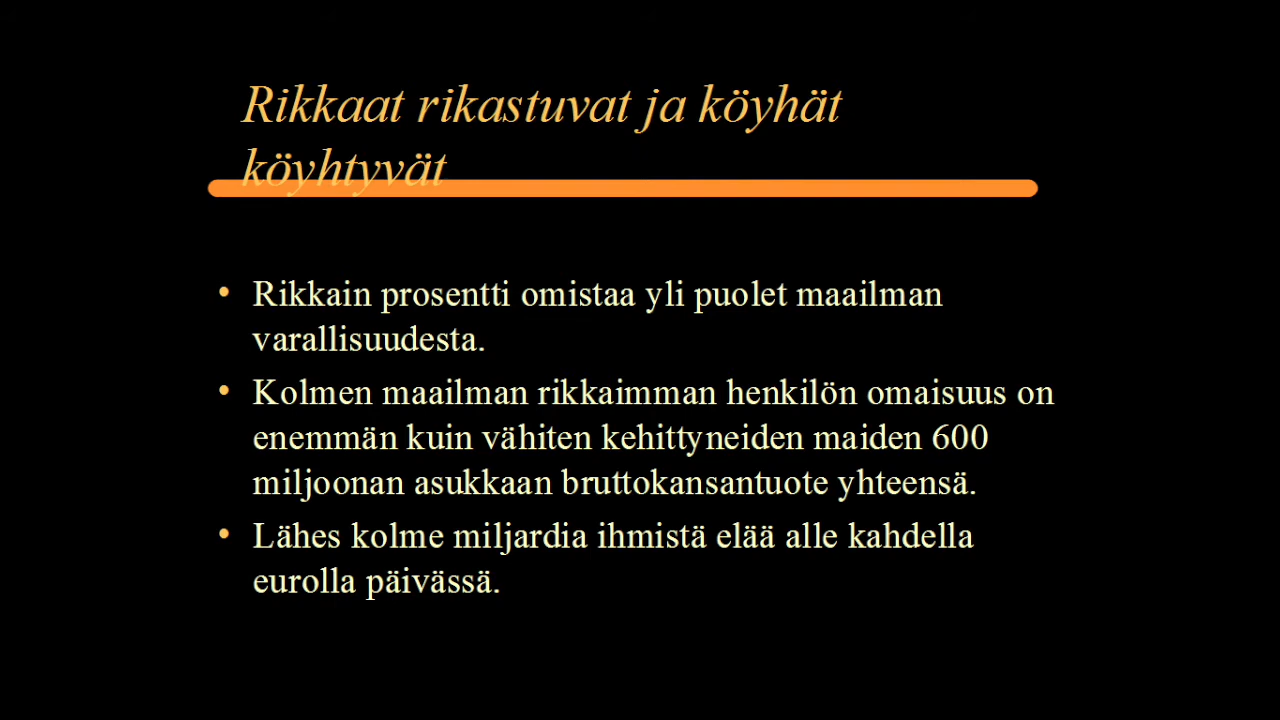 Rikkaat rikastuvat ja köyhät
köyhtyvät
• Rikkain prosentti omistaa yli puolet maailman
varallisuudesta.
• Kolmen maailman rikkaimman henkilön omaisuus on
enemmän kuin vähiten kehittyneiden maiden 600
miljoonan asukkaan bruttokansantuote yhteensä.
• Lähes kolme miljardia ihmistä elää alle kahdella
eurolla päivässä.